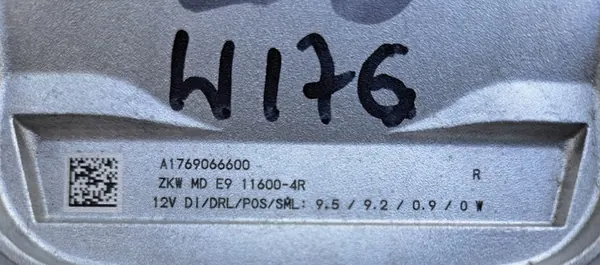 W176
A1769066600
R
ZKW MD E9 11600-4R
12V DI/DRL/POS/SML: 9.5 / 9.2 / 0.9 / 0 W